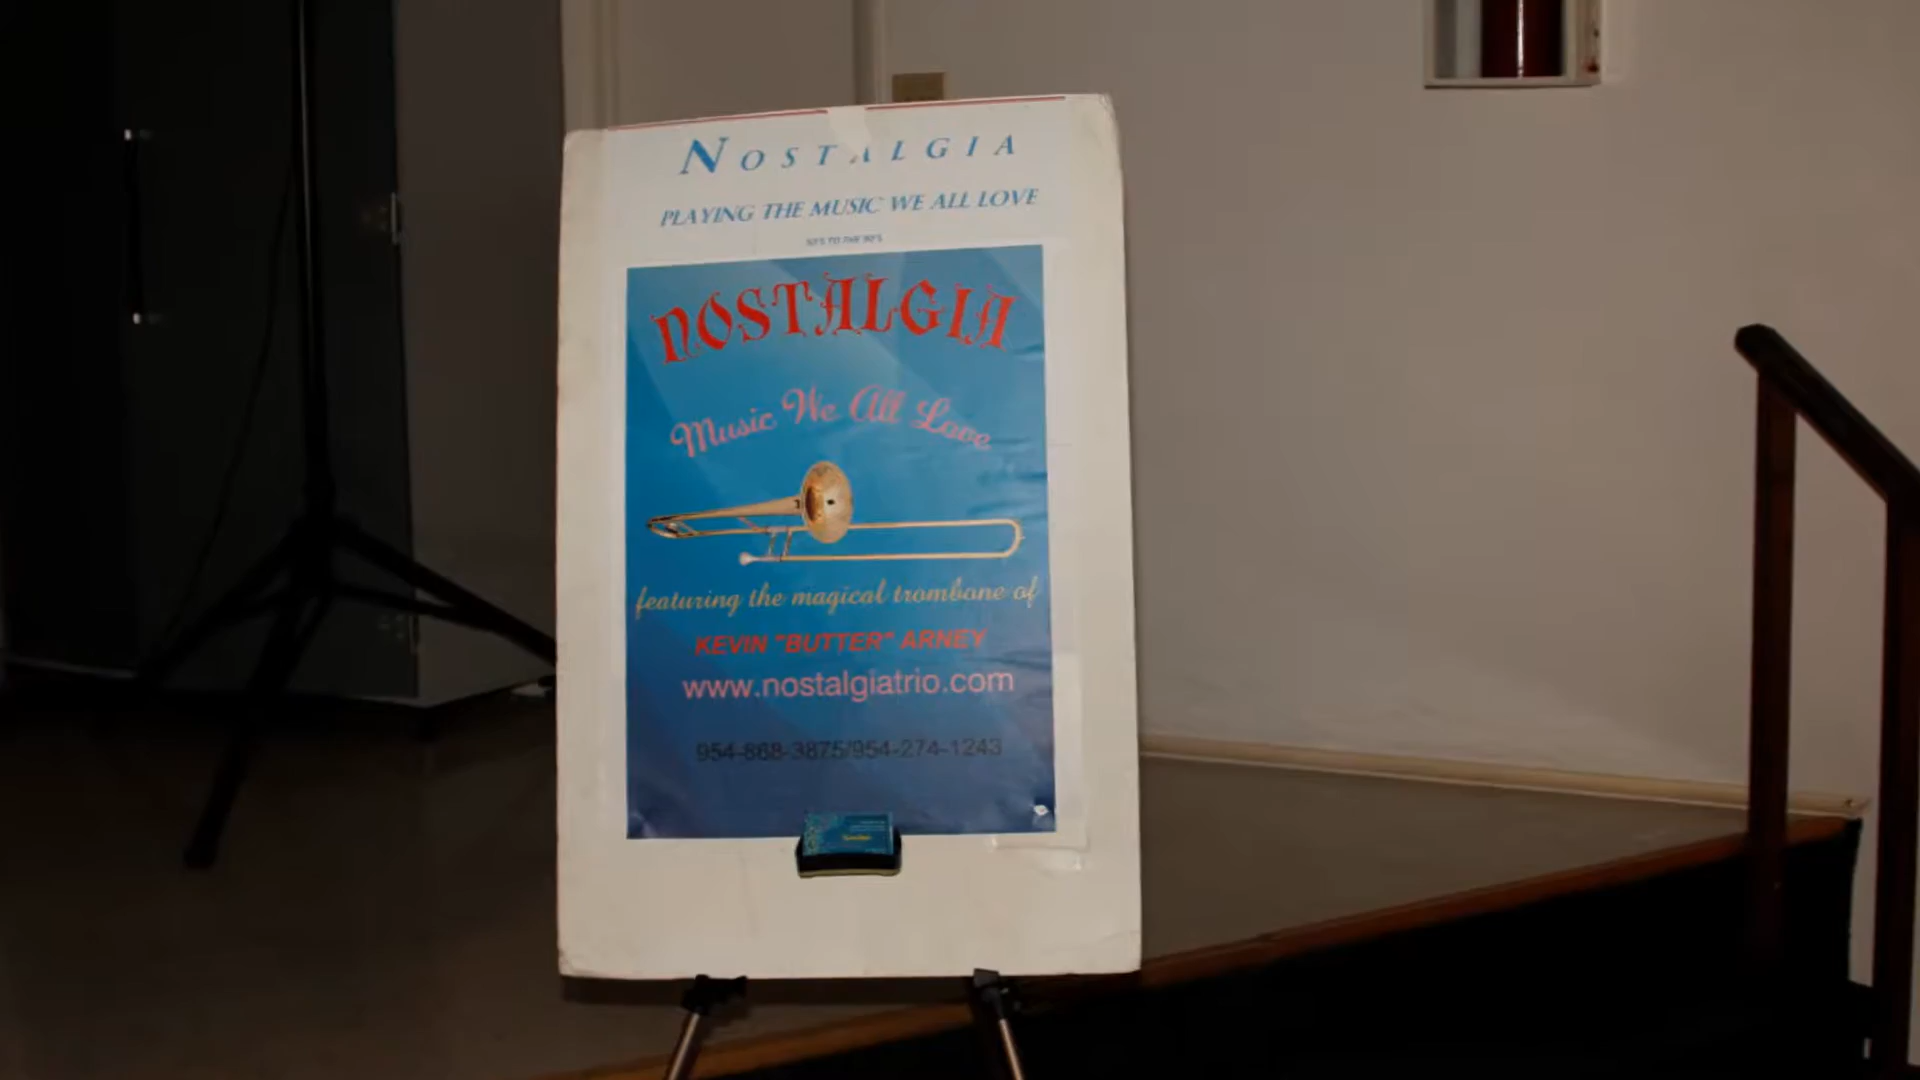 NOSTALGIA
PLAYING THE MUSIC WE ALL LOVE
NOSTALGIA
Music We All Love
featuring the magical trombone of
KEVIN "BUTTER" ARNEY
www.nostalgiatrio.com
954-868-3875/954-274-1243